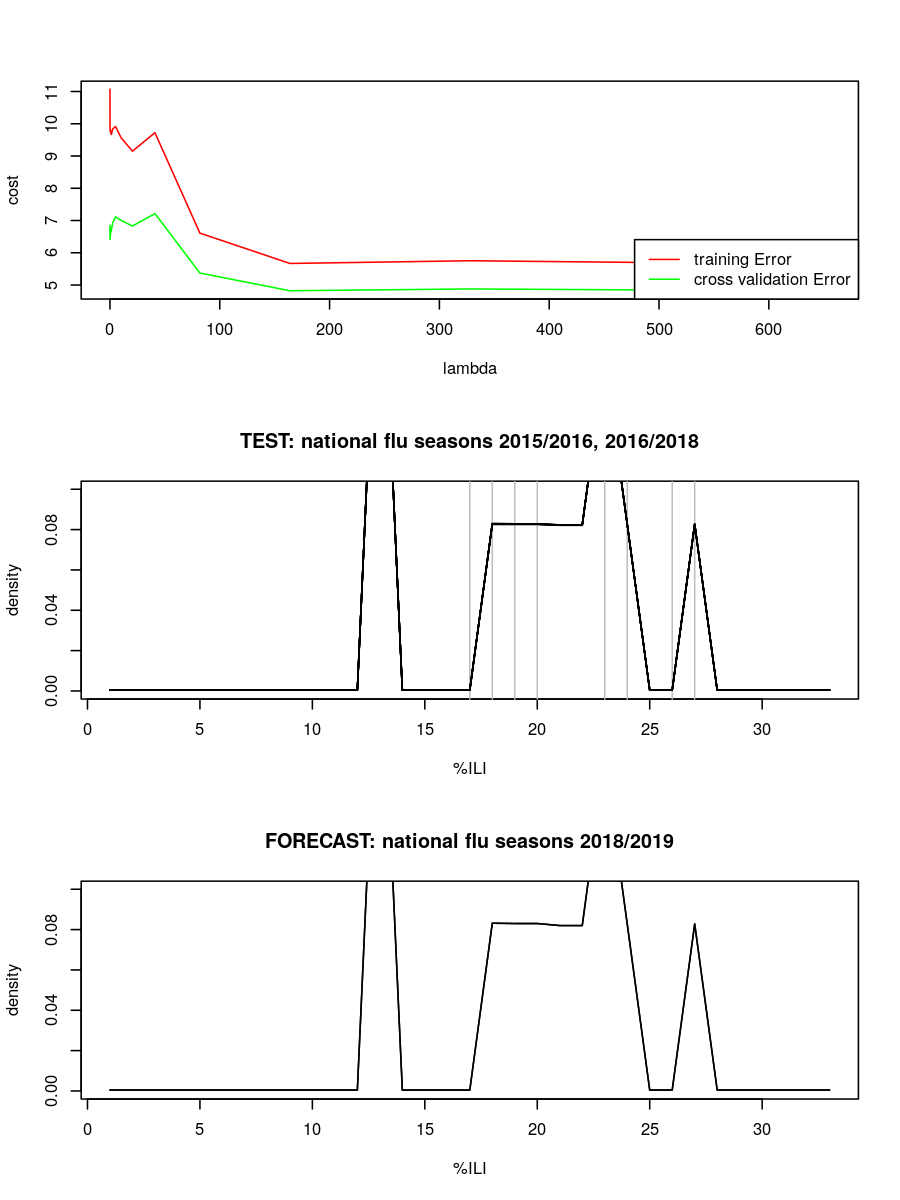 11
10
9
8
7
6
5
cost
training Error
cross validation Error
0 100 200 300 400 500 600
lambda
TEST: national flu seasons 2015/2016, 2016/2018
0.08
0.04
0.00
density
0 5 10 15 20 25 30
%ILI
FORECAST: national flu seasons 2018/2019
0.08
0.04
0.00
density
0 5 10 15 20 25 30
%ILI